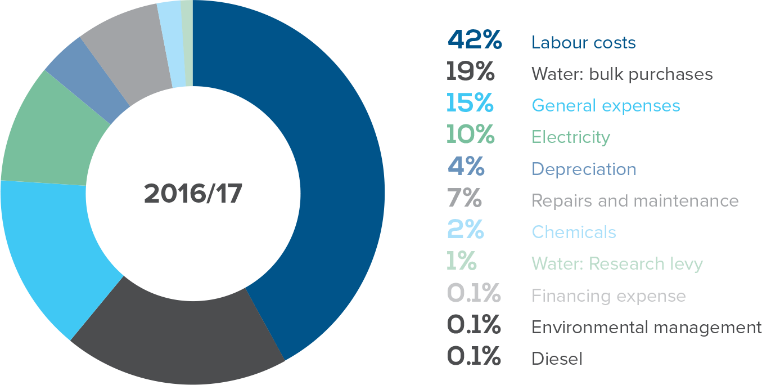 2016/17
42% Labour costs
19% Water: bulk purchases
15% General expenses
10% Electricity
4% Depreciation
7% Repairs and maintenance
2% Chemicals
1% Water: Research levy
0.1% Financing expense
0.1% Environmental management
0.1% Diesel